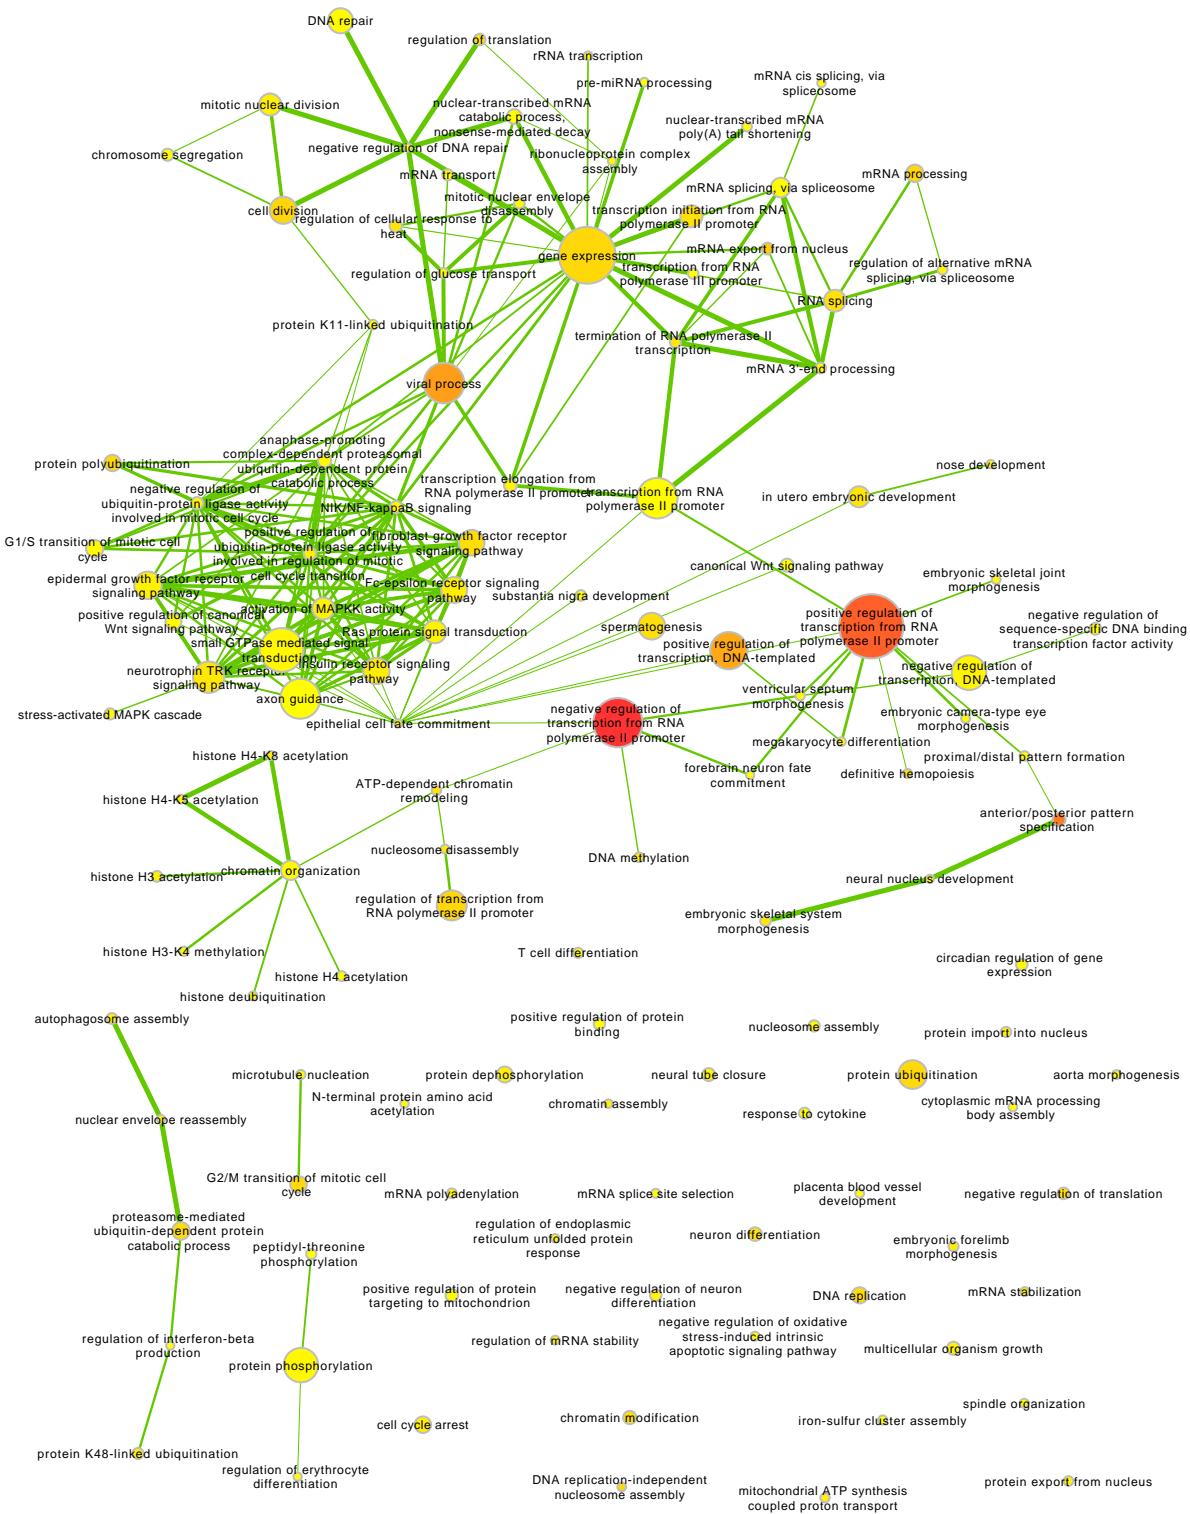 DNA repair
regulation of translation
rRNA transcription
pre-miRNA processing
mRNA cis splicing, via
spliceosome
mitotic nuclear division
nuclear-transcribed mRNA
catabolic process,
nonsense-mediated decay
nuclear-transcribed mRNA
poly(A) tail shortening
chromosome segregation
negative regulation of DNA repair
ribonucleoprotein complex
assembly
mRNA transport
mRNA splicing, via spliceosome
mRNA processing
cell division
mitotic nuclear envelope
disassembly
regulation of cellular response to
heat
transcription initiation from RNA
polymerase II promoter
gene expression
mRNA export from nucleus
regulation of glucose transport
transcription from RNA
polymerase III promoter
regulation of alternative mRNA
splicing, via spliceosome
RNA splicing
protein K11-linked ubiquitination
termination of RNA polymerase II
transcription
mRNA 3'-end processing
viral process
anaphase-promoting
complex-dependent proteasomal
ubiquitin-dependent protein
catabolic process
protein polyubiquitination
nose development
negative regulation of
ubiquitin-protein ligase activity
involved in mitotic cell cycle
NIK/NF-kappaB signaling
transcription elongation from
RNA polymerase II promoter
transcription from RNA
polymerase II promoter
in utero embryonic development
G1/S transition of mitotic cell
cycle
positive regulation of
ubiquitin-protein ligase activity
involved in regulation of mitotic
cell cycle transition
fibroblast growth factor receptor
signaling pathway
canonical Wnt signaling pathway
embryonic skeletal joint
morphogenesis
epidermal growth factor receptor
signaling pathway
Fc-epsilon receptor signaling
pathway
substantia nigra development
positive regulation of canonical
Wnt signaling pathway
activation of MAPKK activity
Ras protein signal transduction
spermatogenesis
positive regulation of
transcription from RNA
polymerase II promoter
negative regulation of
sequence-specific DNA binding
transcription factor activity
small GTPase mediated signal
transduction
positive regulation of
transcription, DNA-templated
negative regulation of
transcription, DNA-templated
neurotrophin TRK receptor
signaling pathway
insulin receptor signaling
pathway
axon guidance
ventricular septum
morphogenesis
stress-activated MAPK cascade
epithelial cell fate commitment
negative regulation of
transcription from RNA
polymerase II promoter
embryonic camera-type eye
morphogenesis
megakaryocyte differentiation
histone H4-K8 acetylation
proximal/distal pattern formation
forebrain neuron fate
commitment
definitive hemopoiesis
ATP-dependent chromatin
remodeling
histone H4-K5 acetylation
anterior/posterior pattern
specification
nucleosome disassembly
DNA methylation
histone H3 acetylation
chromatin organization
neural nucleus development
regulation of transcription from
RNA polymerase II promoter
embryonic skeletal system
morphogenesis
histone H3-K4 methylation
T cell differentiation
circadian regulation of gene
expression
histone H4 acetylation
histone deubiquitination
autophagosome assembly
positive regulation of protein
binding
nucleosome assembly
protein import into nucleus
microtubule nucleation
protein dephosphorylation
neural tube closure
protein ubiquitination
aorta morphogenesis
N-terminal protein amino acid
acetylation
chromatin assembly
response to cytokine
cytoplasmic mRNA processing
body assembly
nuclear envelope reassembly
G2/M transition of mitotic cell
cycle
mRNA polyadenylation
mRNA splice site selection
placenta blood vessel
development
negative regulation of translation
proteasome-mediated
ubiquitin-dependent protein
catabolic process
regulation of endoplasmic
reticulum unfolded protein
response
neuron differentiation
embryonic forelimb
morphogenesis
peptidyl-threonine
phosphorylation
positive regulation of protein
targeting to mitochondrion
negative regulation of neuron
differentiation
DNA replication
mRNA stabilization
regulation of interferon-beta
production
regulation of mRNA stability
negative regulation of oxidative
stress-induced intrinsic
apoptotic signaling pathway
multicellular organism growth
protein phosphorylation
spindle organization
cell cycle arrest
chromatin modification
iron-sulfur cluster assembly
protein K48-linked ubiquitination
regulation of erythrocyte
differentiation
DNA replication-independent
nucleosome assembly
mitochondrial ATP synthesis
coupled proton transport
protein export from nucleus